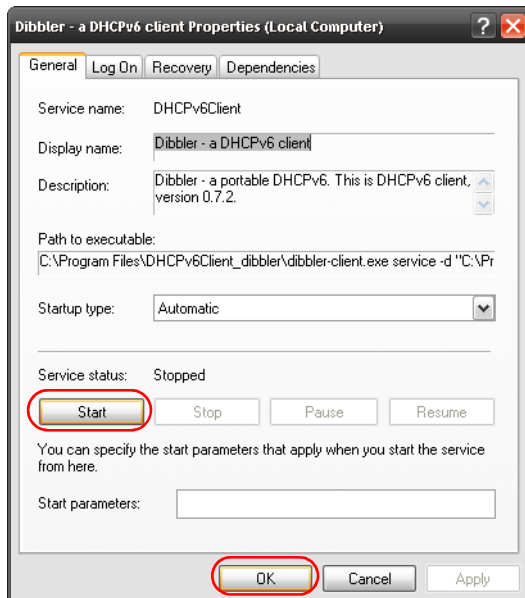 Dibbler - a DHCPv6 client Properties (Local Computer)
General Log On Recovery Dependencies
Service name: DHCPv6Client
Display name: Dibbler - a DHCPv6 client
Description: Dibbler - a portable DHCPv6. This is DHCPv6 client,
version 0.7.2.
Path to executable:
C:\Program Files\DHCPv6Client_dibbler\dibbler-client.exe service -d "C:\Pr
Startup type: Automatic
Service status: Stopped
Start Stop Pause Resume
You can specify the start parameters that apply when you start the service
from here.
Start parameters:
OK Cancel Apply